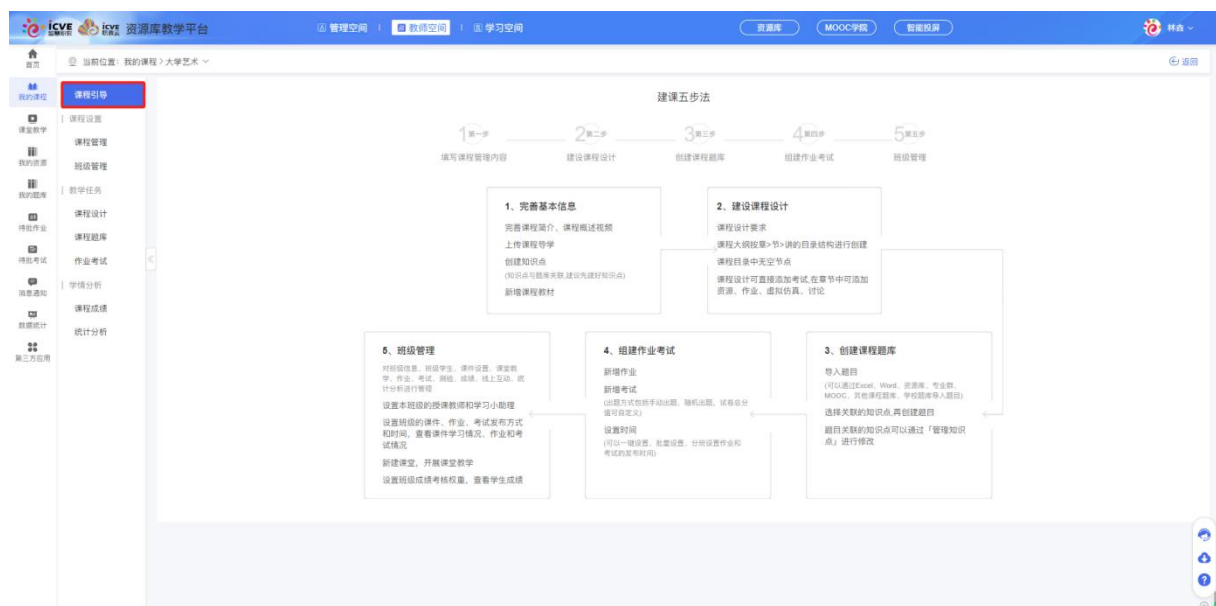 icve 智慧职教 icve 职教云 资源库教学平台
管理空间 教师空间 学习空间
资源库 MOOC学院 智能投屏
林垚
首页
当前位置：我的课程 > 大学艺术
返回
我的课程
课堂教学
我的资源
我的题库
待批作业
待批考试
消息通知
数据统计
第三方应用
课程引导
课程设置
课程管理
班级管理
教学任务
课程设计
课程题库
作业考试
学情分析
课程成绩
统计分析
建课五步法
1 第一步 2 第二步 3 第三步 4 第四步 5 第五步
填写课程管理内容 建设课程设计 创建课程题库 组建作业考试 班级管理
1、完善基本信息
完善课程简介、课程概述视频
上传课程导学
创建知识点
(知识点与题库关联,建议先建好知识点)
新增课程教材
2、建设课程设计
课程设计要求
课程大纲按章>节>讲的目录结构进行创建
课程目录中无空节点
课程设计可直接添加考试,在章节中可添加
资源、作业、虚拟仿真、讨论
5、班级管理
对班级信息、班级学生、课件设置、课堂教
学、作业、考试、测验、成绩、线上互动、统
计分析进行管理
设置本班级的授课教师和学习小助理
设置班级的课件、作业、考试发布方式
和时间，查看课件学习情况、作业和考
试情况
新建课堂，开展课堂教学
设置班级成绩考核权重，查看学生成绩
4、组建作业考试
新增作业
新增考试
(出题方式包括手动出题、随机出题，试卷总分
值可自定义)
设置时间
(可以一键设置、批量设置、分班设置作业和
考试的发布时间)
3、创建课程题库
导入题目
(可以通过Excel、Word、资源库、专业群、
MOOC、其他课程题库、学校题库导入题目)
选择关联的知识点,再创建题目
题目关联的知识点可以通过「管理知识
点」进行修改